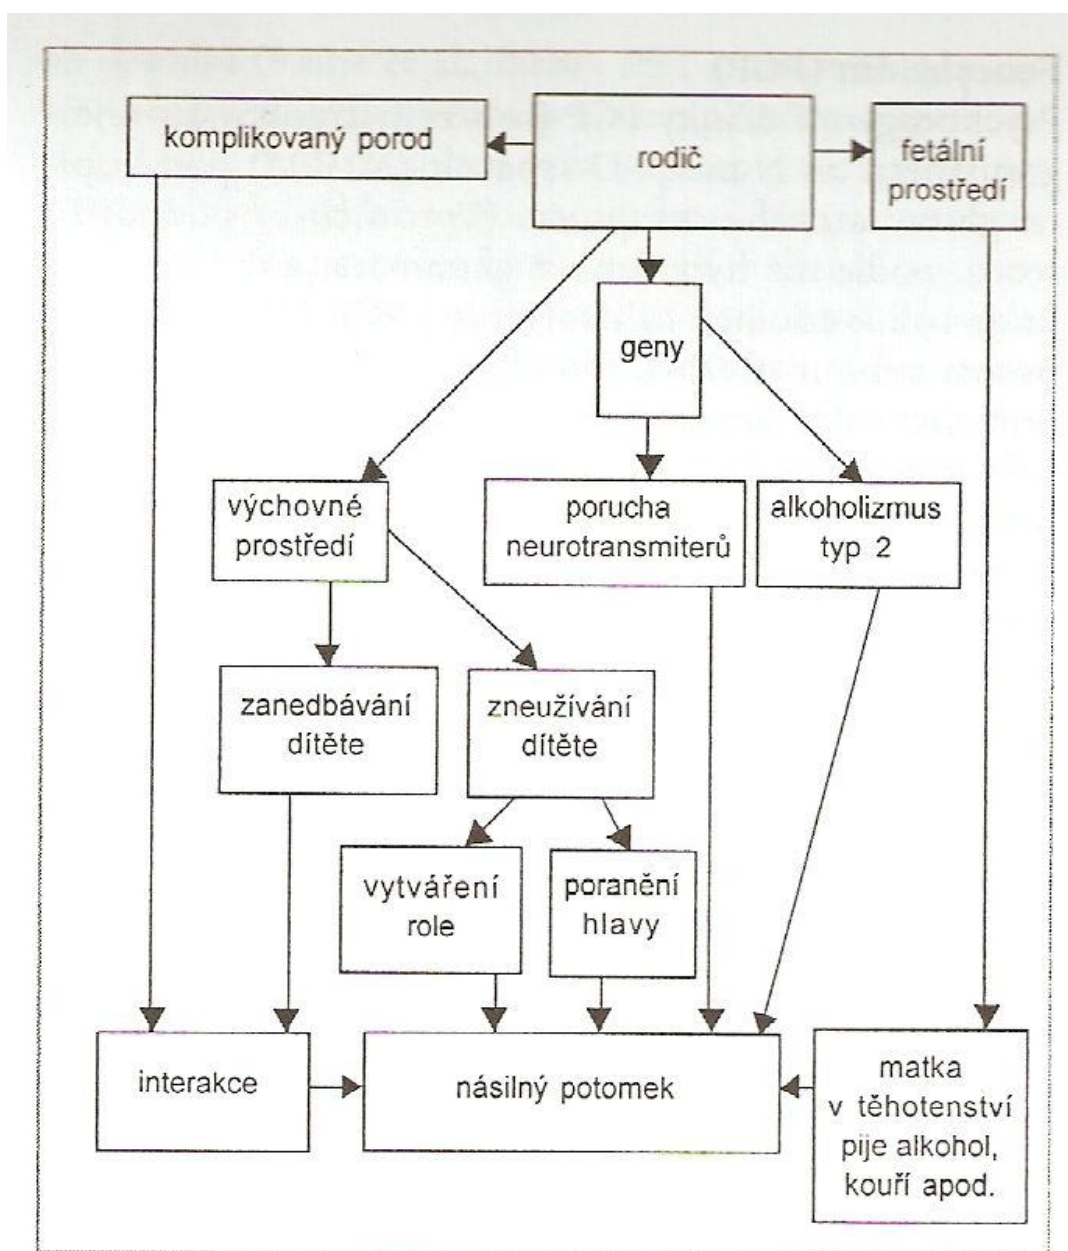 komplikovaný porod
rodič
fetální
prostředí
geny
výchovné
prostředí
porucha
neurotransmiterů
alkoholizmus
typ 2
zanedbávání
dítěte
zneužívání
dítěte
vytváření
role
poranění
hlavy
interakce
násilný potomek
matka
v těhotenství
pije alkohol,
kouří apod.